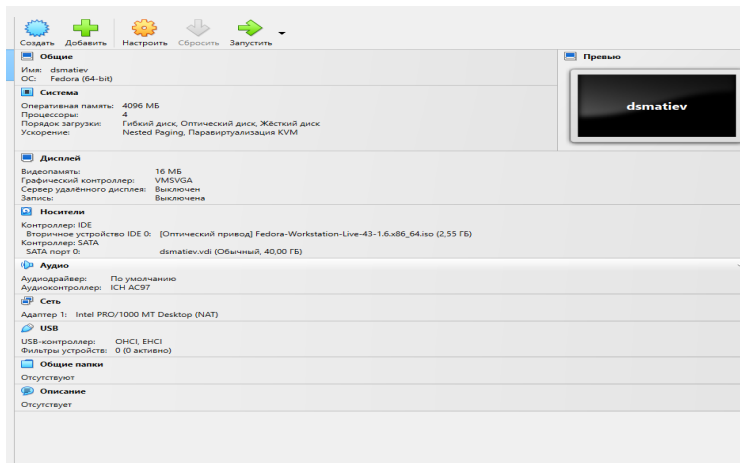 Создать Добавить Настроить Сбросить Запустить
Общие
Превью
Имя: dsmatiev
ОС: Fedora (64-bit)
dsmatiev
Система
Оперативная память: 4096 МБ
Процессоры: 4
Порядок загрузки: Гибкий диск, Оптический диск, Жёсткий диск
Ускорение: Nested Paging, Паравиртуализация KVM
Дисплей
Видеопамять: 16 МБ
Графический контроллер: VMSVGA
Сервер удалённого дисплея: Выключен
Запись: Выключена
Носители
Контроллер: IDE
Вторичное устройство IDE 0: [Оптический привод] Fedora-Workstation-Live-43-1.6.x86_64.iso (2,55 ГБ)
Контроллер: SATA
SATA порт 0: dsmatiev.vdi (Обычный, 40,00 ГБ)
Аудио
Аудиодрайвер: По умолчанию
Аудиоконтроллер: ICH AC97
Сеть
Адаптер 1: Intel PRO/1000 MT Desktop (NAT)
USB
USB-контроллер: OHCI, EHCI
Фильтры устройств: 0 (0 активно)
Общие папки
Отсутствуют
Описание
Отсутствует